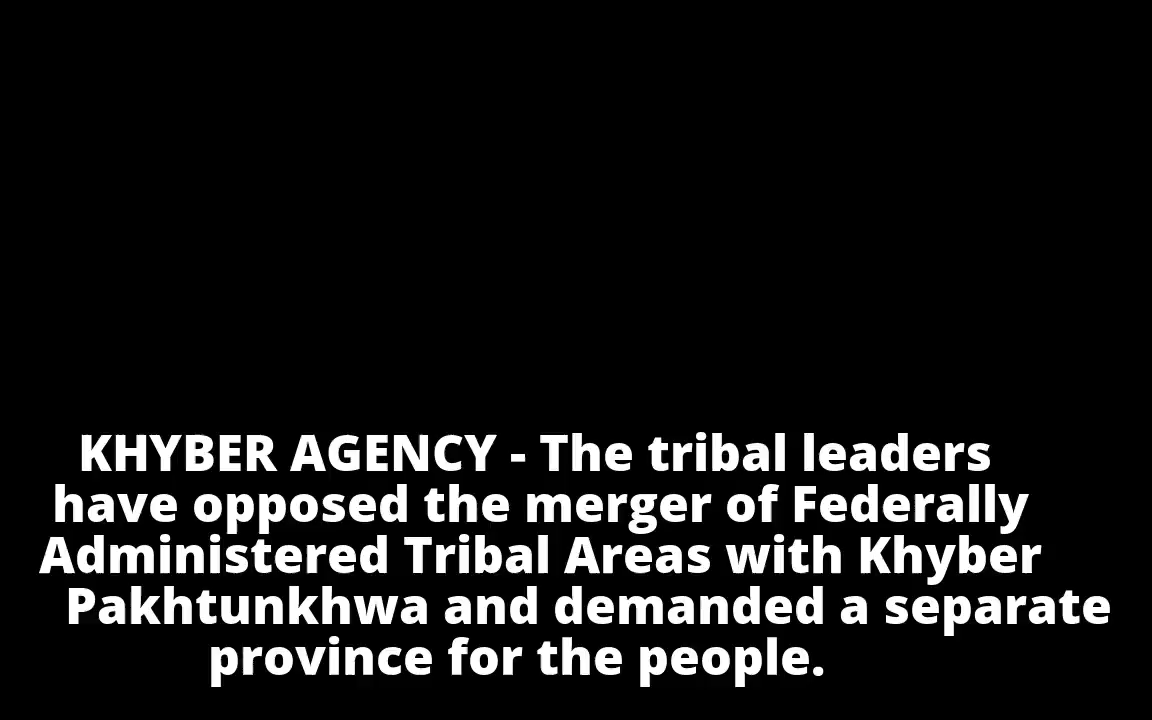 KHYBER AGENCY - The tribal leaders
have opposed the merger of Federally
Administered Tribal Areas with Khyber
Pakhtunkhwa and demanded a separate
province for the people.